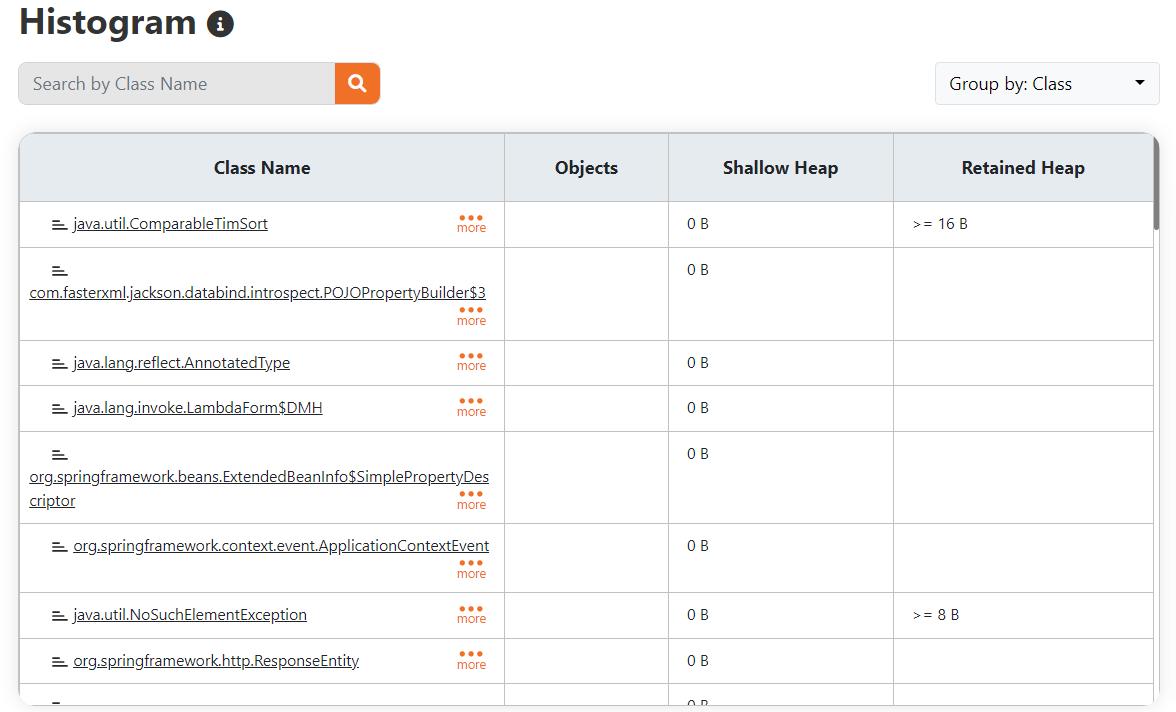 Histogram
Search by Class Name
Group by: Class
Class Name Objects Shallow Heap Retained Heap
java.util.ComparableTimSort more 0 B >= 16 B
0 B
com.fasterxml.jackson.databind.introspect.POJOPropertyBuilder$3
more
java.lang.reflect.AnnotatedType more 0 B
java.lang.invoke.LambdaForm$DMH more 0 B
0 B
org.springframework.beans.ExtendedBeanInfo$SimplePropertyDes
criptor more
org.springframework.context.event.ApplicationContextEvent 0 B
more
java.util.NoSuchElementException more 0 B >= 8 B
org.springframework.http.ResponseEntity more 0 B
0 B